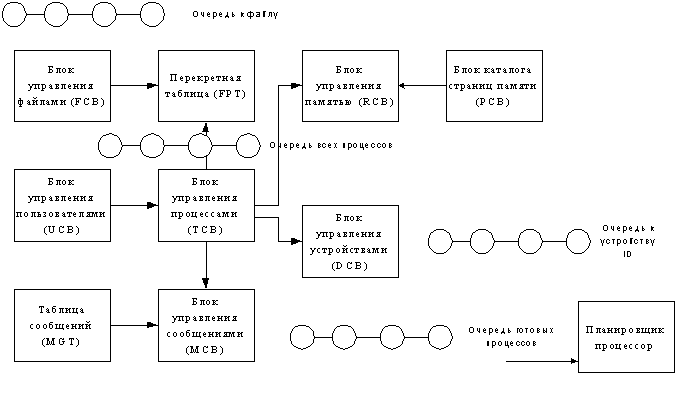 Очередь к файлу
Блок
управления
файлами (FCB)
Перекретная
таблица (FPT)
Блок
управления
памятью (RCB)
Блок каталога
страниц памяти
(PCB)
Очередь всех процессов
Блок
управления
пользователями
(UCB)
Блок
управления
процессами
(TCB)
Блок
управления
устройствами
(DCB)
Очередь к
устройству
ID
Таблица
сообщений
(MGT)
Блок
управления
сообщениями
(MCB)
Очередь готовых
процессов
Планировщик
процессор